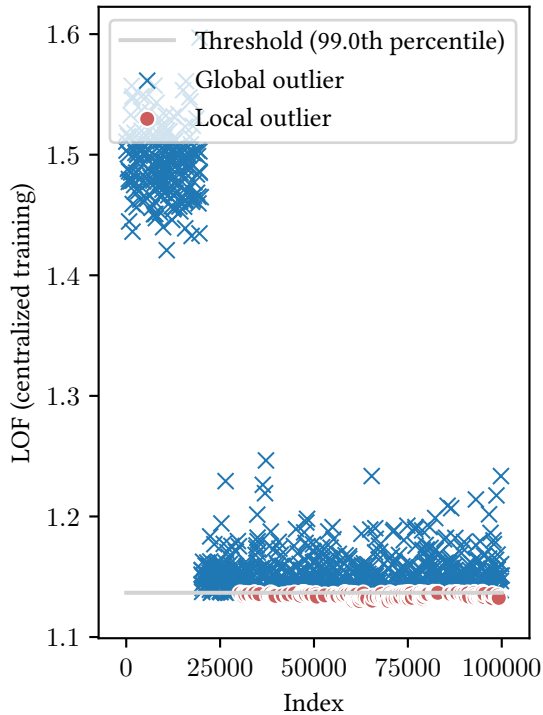 Threshold (99.0th percentile)
Global outlier
Local outlier
1.6
1.5
1.4
1.3
1.2
1.1
LOF (centralized training)
0 25000 50000 75000 100000
Index